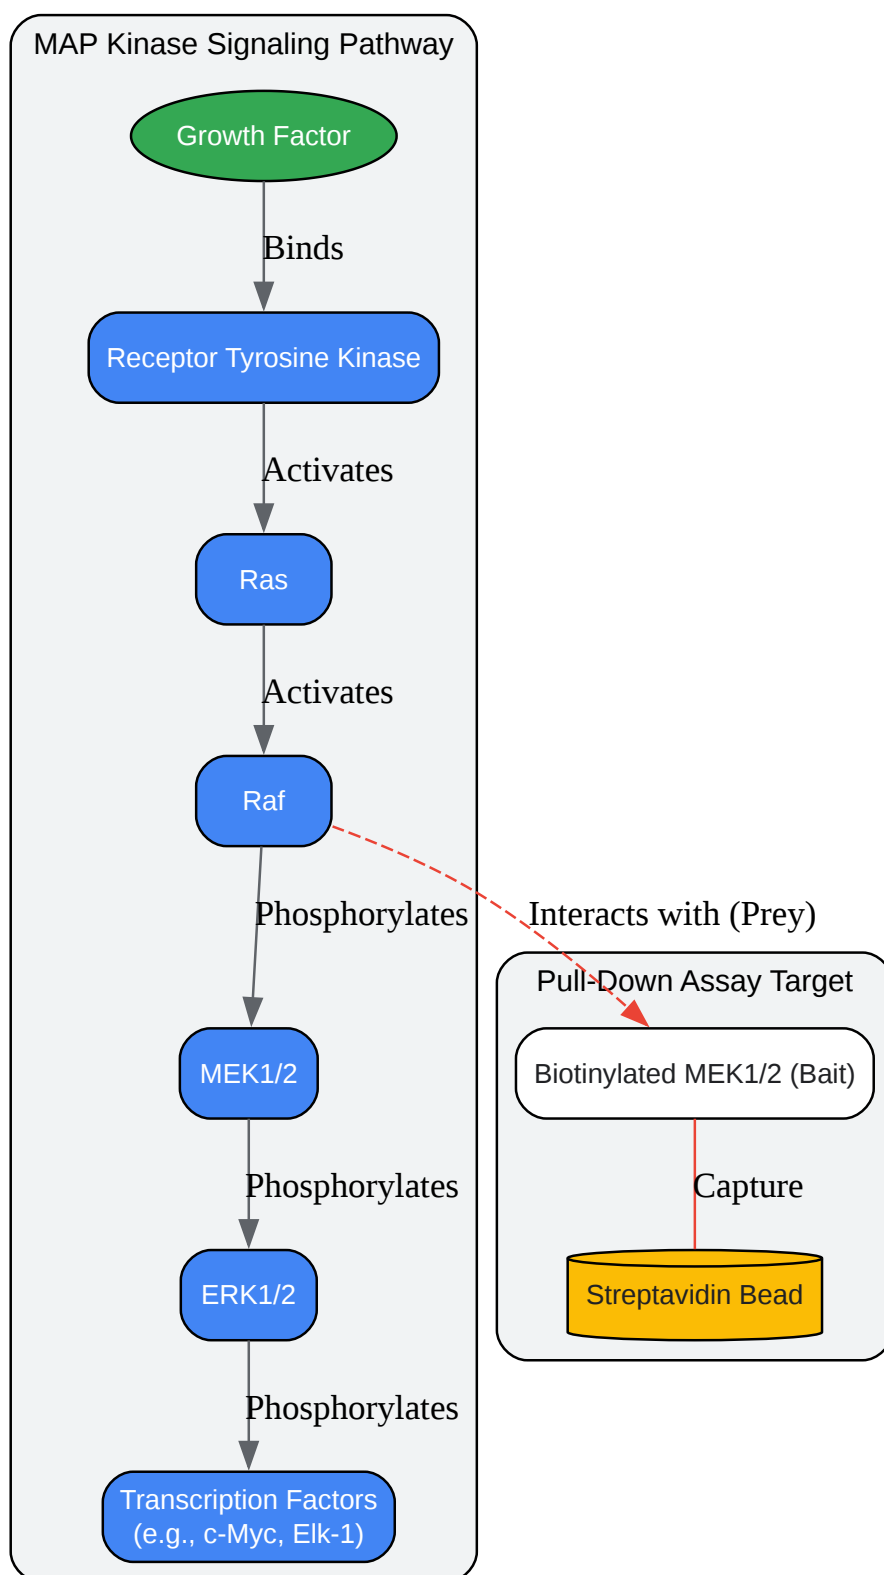 MAP Kinase Signaling Pathway
Growth Factor
Binds
Receptor Tyrosine Kinase
Activates
Ras
Activates
Raf
Phosphorylates
Interacts with (Prey)
Pull-Down Assay Target
MEK1/2
Biotinylated MEK1/2 (Bait)
Phosphorylates
Capture
ERK1/2
Streptavidin Bead
Phosphorylates
Transcription Factors
(e.g., c-Myc, Elk-1)